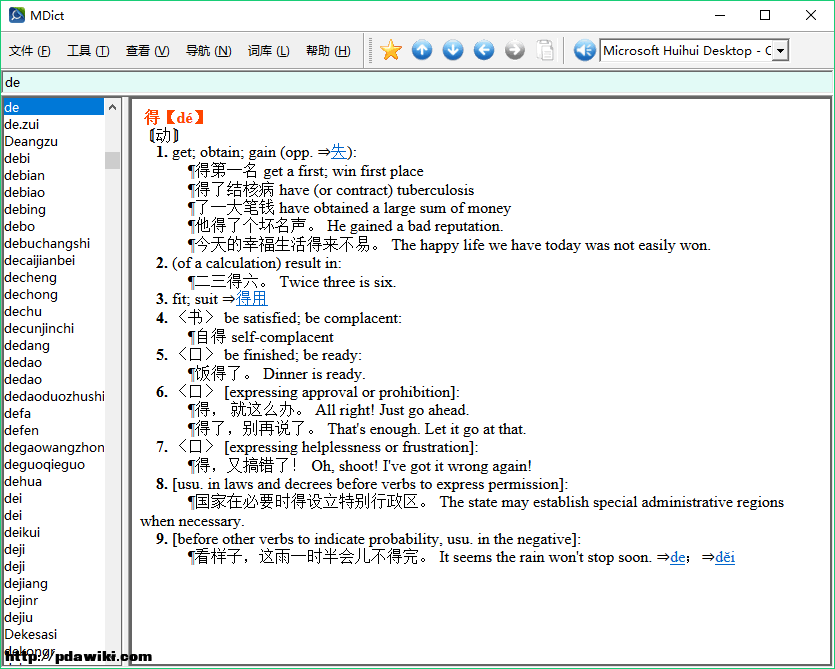 MDict
文件 (F) 工具 (T) 查看 (V) 导航 (N) 词库 (L) 帮助 (H) Microsoft Huihui Desktop - C
de
de
de.zui
Deangzu
debi
debian
debiao
debing
debo
debuchangshi
decaijianbei
decheng
dechong
dechu
decunjinchi
dedang
dedao
dedao
dedaoduozhushi
defa
defen
degaowangzhon
deguoqieguo
dehua
dei
dei
deikui
deji
deji
dejiang
dejinr
dejiu
Dekesasi
dekongr
得【dé】
〖动〗
1. get; obtain; gain (opp. ⇒失):
¶得第一名 get a first; win first place
¶得了结核病 have (or contract) tuberculosis
¶了一大笔钱 have obtained a large sum of money
¶他得了个坏名声。 He gained a bad reputation.
¶今天的幸福生活得来不易。 The happy life we have today was not easily won.
2. (of a calculation) result in:
¶二三得六。 Twice three is six.
3. fit; suit ⇒得用
4. 〈书〉 be satisfied; be complacent:
¶自得 self-complacent
5. 〈口〉 be finished; be ready:
¶饭得了。 Dinner is ready.
6. 〈口〉 [expressing approval or prohibition]:
¶得， 就这么办。 All right! Just go ahead.
¶得了，别再说了。 That's enough. Let it go at that.
7. 〈口〉 [expressing helplessness or frustration]:
¶得，又搞错了！ Oh, shoot! I've got it wrong again!
8. [usu. in laws and decrees before verbs to express permission]:
¶国家在必要时得设立特别行政区。 The state may establish special administrative regions
when necessary.
9. [before other verbs to indicate probability, usu. in the negative]:
¶看样子，这雨一时半会儿不得完。 It seems the rain won't stop soon. ⇒de；⇒děi
http://pdawiki.com